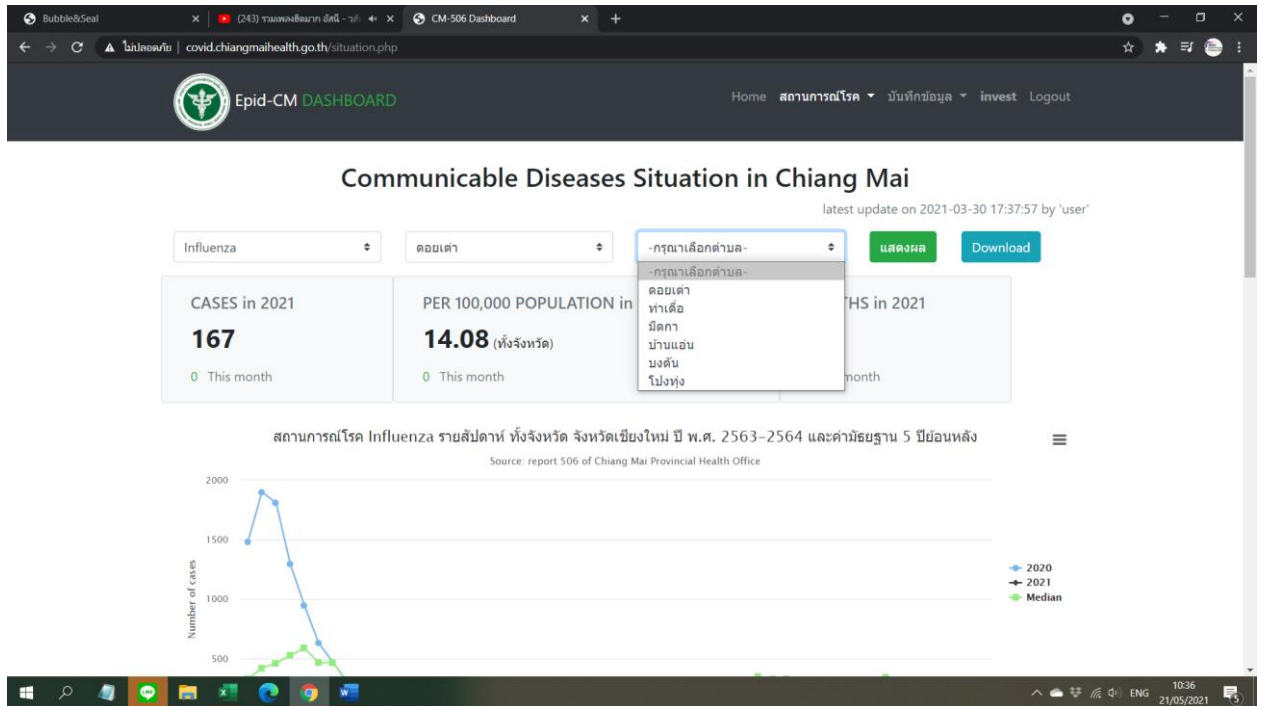 Bubble&Seal
(243) รวมเพลงฮิตมาก อัสนี - วสั
CM-506 Dashboard
ไม่ปลอดภัย | covid.chiangmaihealth.go.th/situation.php
Epid-CM DASHBOARD
Home สถานการณ์โรค บันทึกข้อมูล invest Logout
Communicable Diseases Situation in Chiang Mai
latest update on 2021-03-30 17:37:57 by 'user'
Influenza
ดอยเต่า
-กรุณาเลือกตำบล-
แสดงผล
Download
-กรุณาเลือกตำบล-
ดอยเต่า
ท่าเดื่อ
มืดกา
บ้านแอ่น
บงตัน
โปงทุ่ง
CASES in 2021
167
0 This month
PER 100,000 POPULATION in
14.08 (ทั้งจังหวัด)
0 This month
THS in 2021
month
สถานการณ์โรค Influenza รายสัปดาห์ ทั้งจังหวัด จังหวัดเชียงใหม่ ปี พ.ศ. 2563-2564 และค่ามัธยฐาน 5 ปีย้อนหลัง
Source: report 506 of Chiang Mai Provincial Health Office
Number of cases
2000
1500
1000
500
2020
2021
Median
ENG
10:36
21/05/2021
5